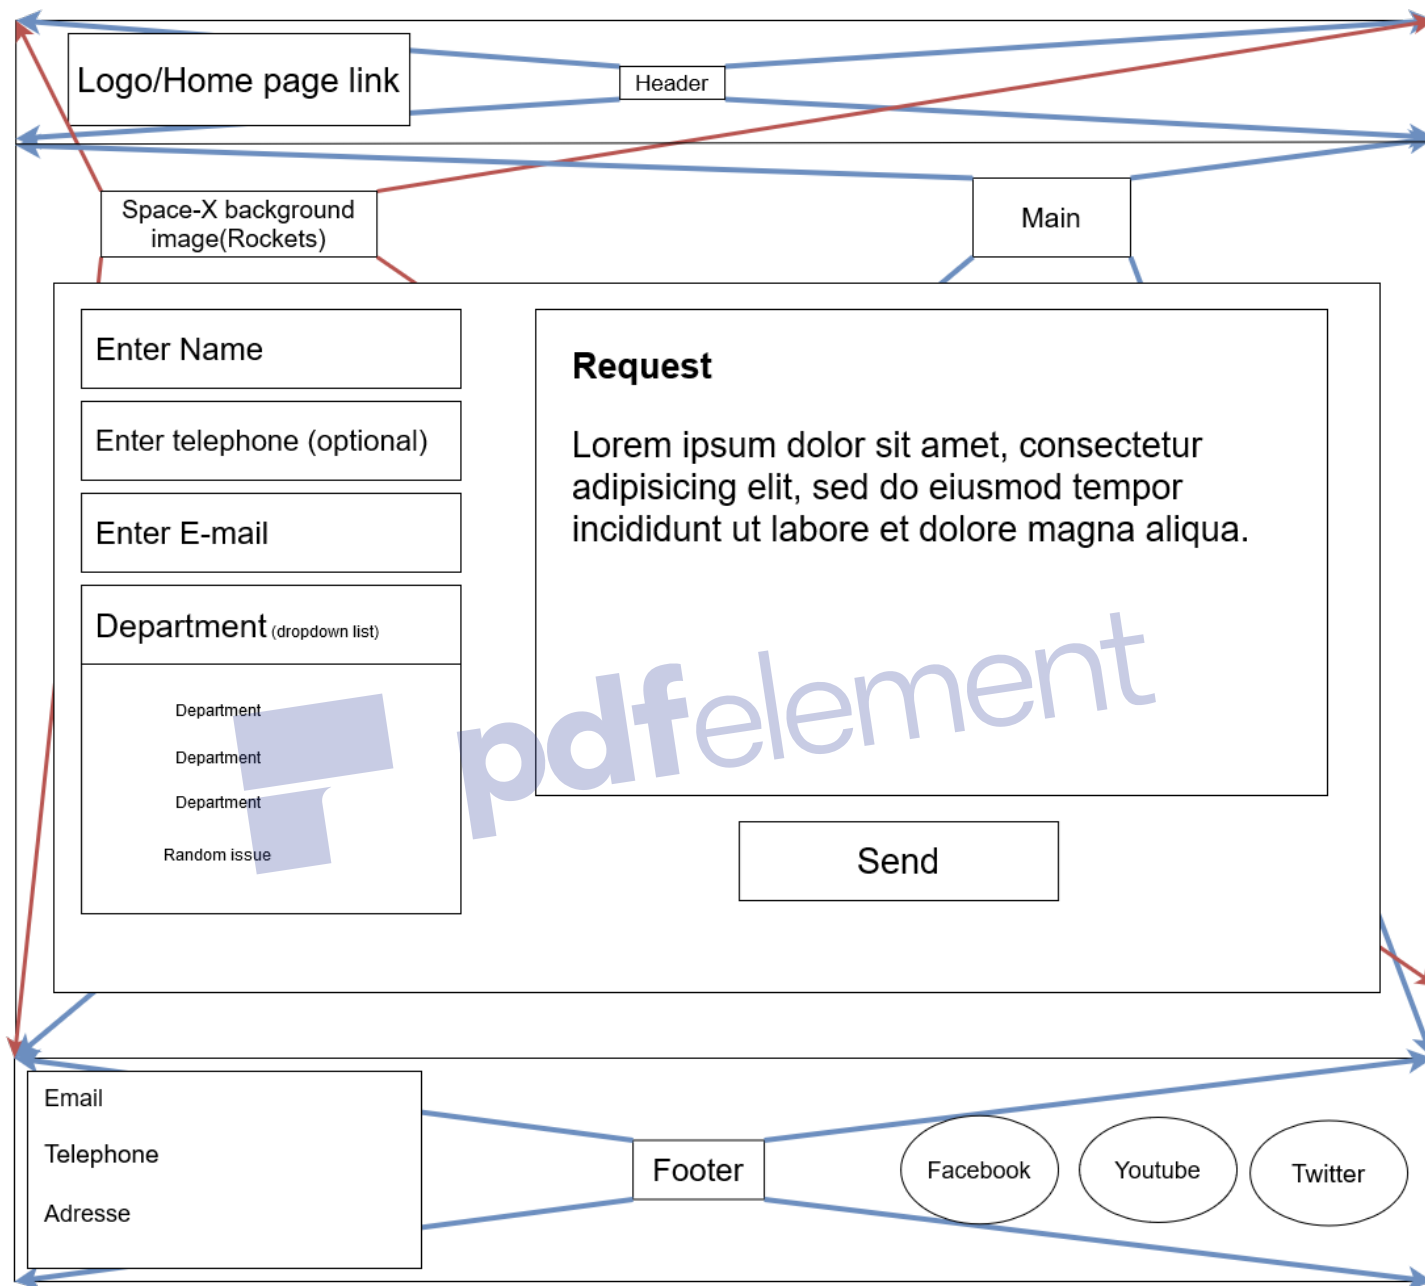 Logo/Home page link
Header
Space-X background
image(Rockets)
Main
Enter Name
Enter telephone (optional)
Enter E-mail
Department (dropdown list)
Department
Department
Department
Random issue
Request
Lorem ipsum dolor sit amet, consectetur
adipisicing elit, sed do eiusmod tempor
incididunt ut labore et dolore magna aliqua.
pdfelement
Send
Email
Telephone
Adresse
Footer
Facebook
Youtube
Twitter